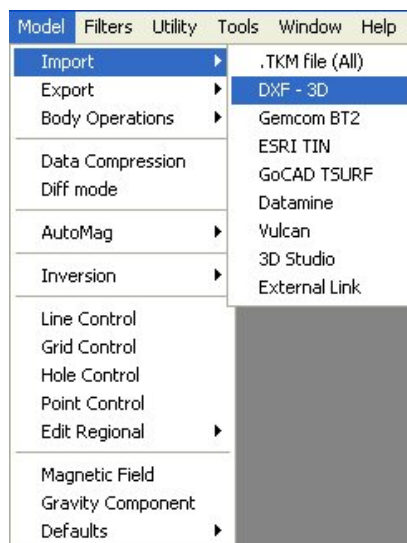 Model Filters Utility Tools Window Help
Import
Export
Body Operations
Data Compression
Diff mode
AutoMag
Inversion
Line Control
Grid Control
Hole Control
Point Control
Edit Regional
Magnetic Field
Gravity Component
Defaults
.TKM file (All)
DXF - 3D
Gemcom BT2
ESRI TIN
GoCAD TSURF
Datamine
Vulcan
3D Studio
External Link